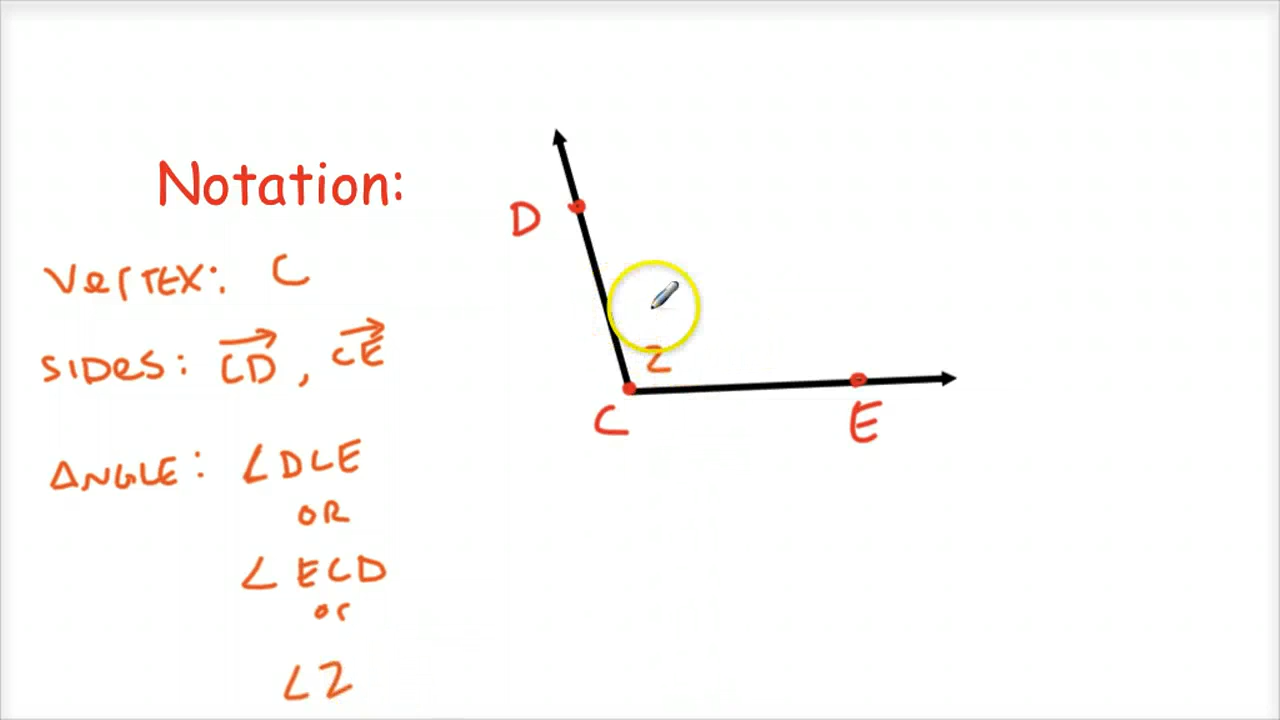 Notation:
VerTEX: C
SIDeS: CD, CE
ANGLE: ∠DCE
OR
∠ECD
or
∠2
D
2
C
E